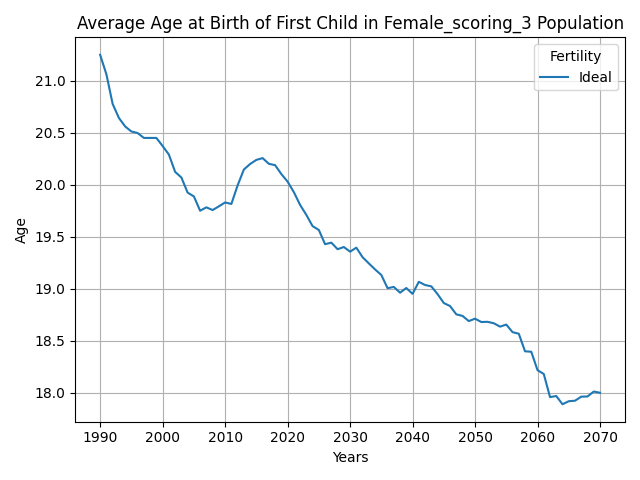 Average Age at Birth of First Child in Female_scoring_3 Population
Fertility
Ideal
Age
21.0
20.5
20.0
19.5
19.0
18.5
18.0
1990 2000 2010 2020 2030 2040 2050 2060 2070
Years